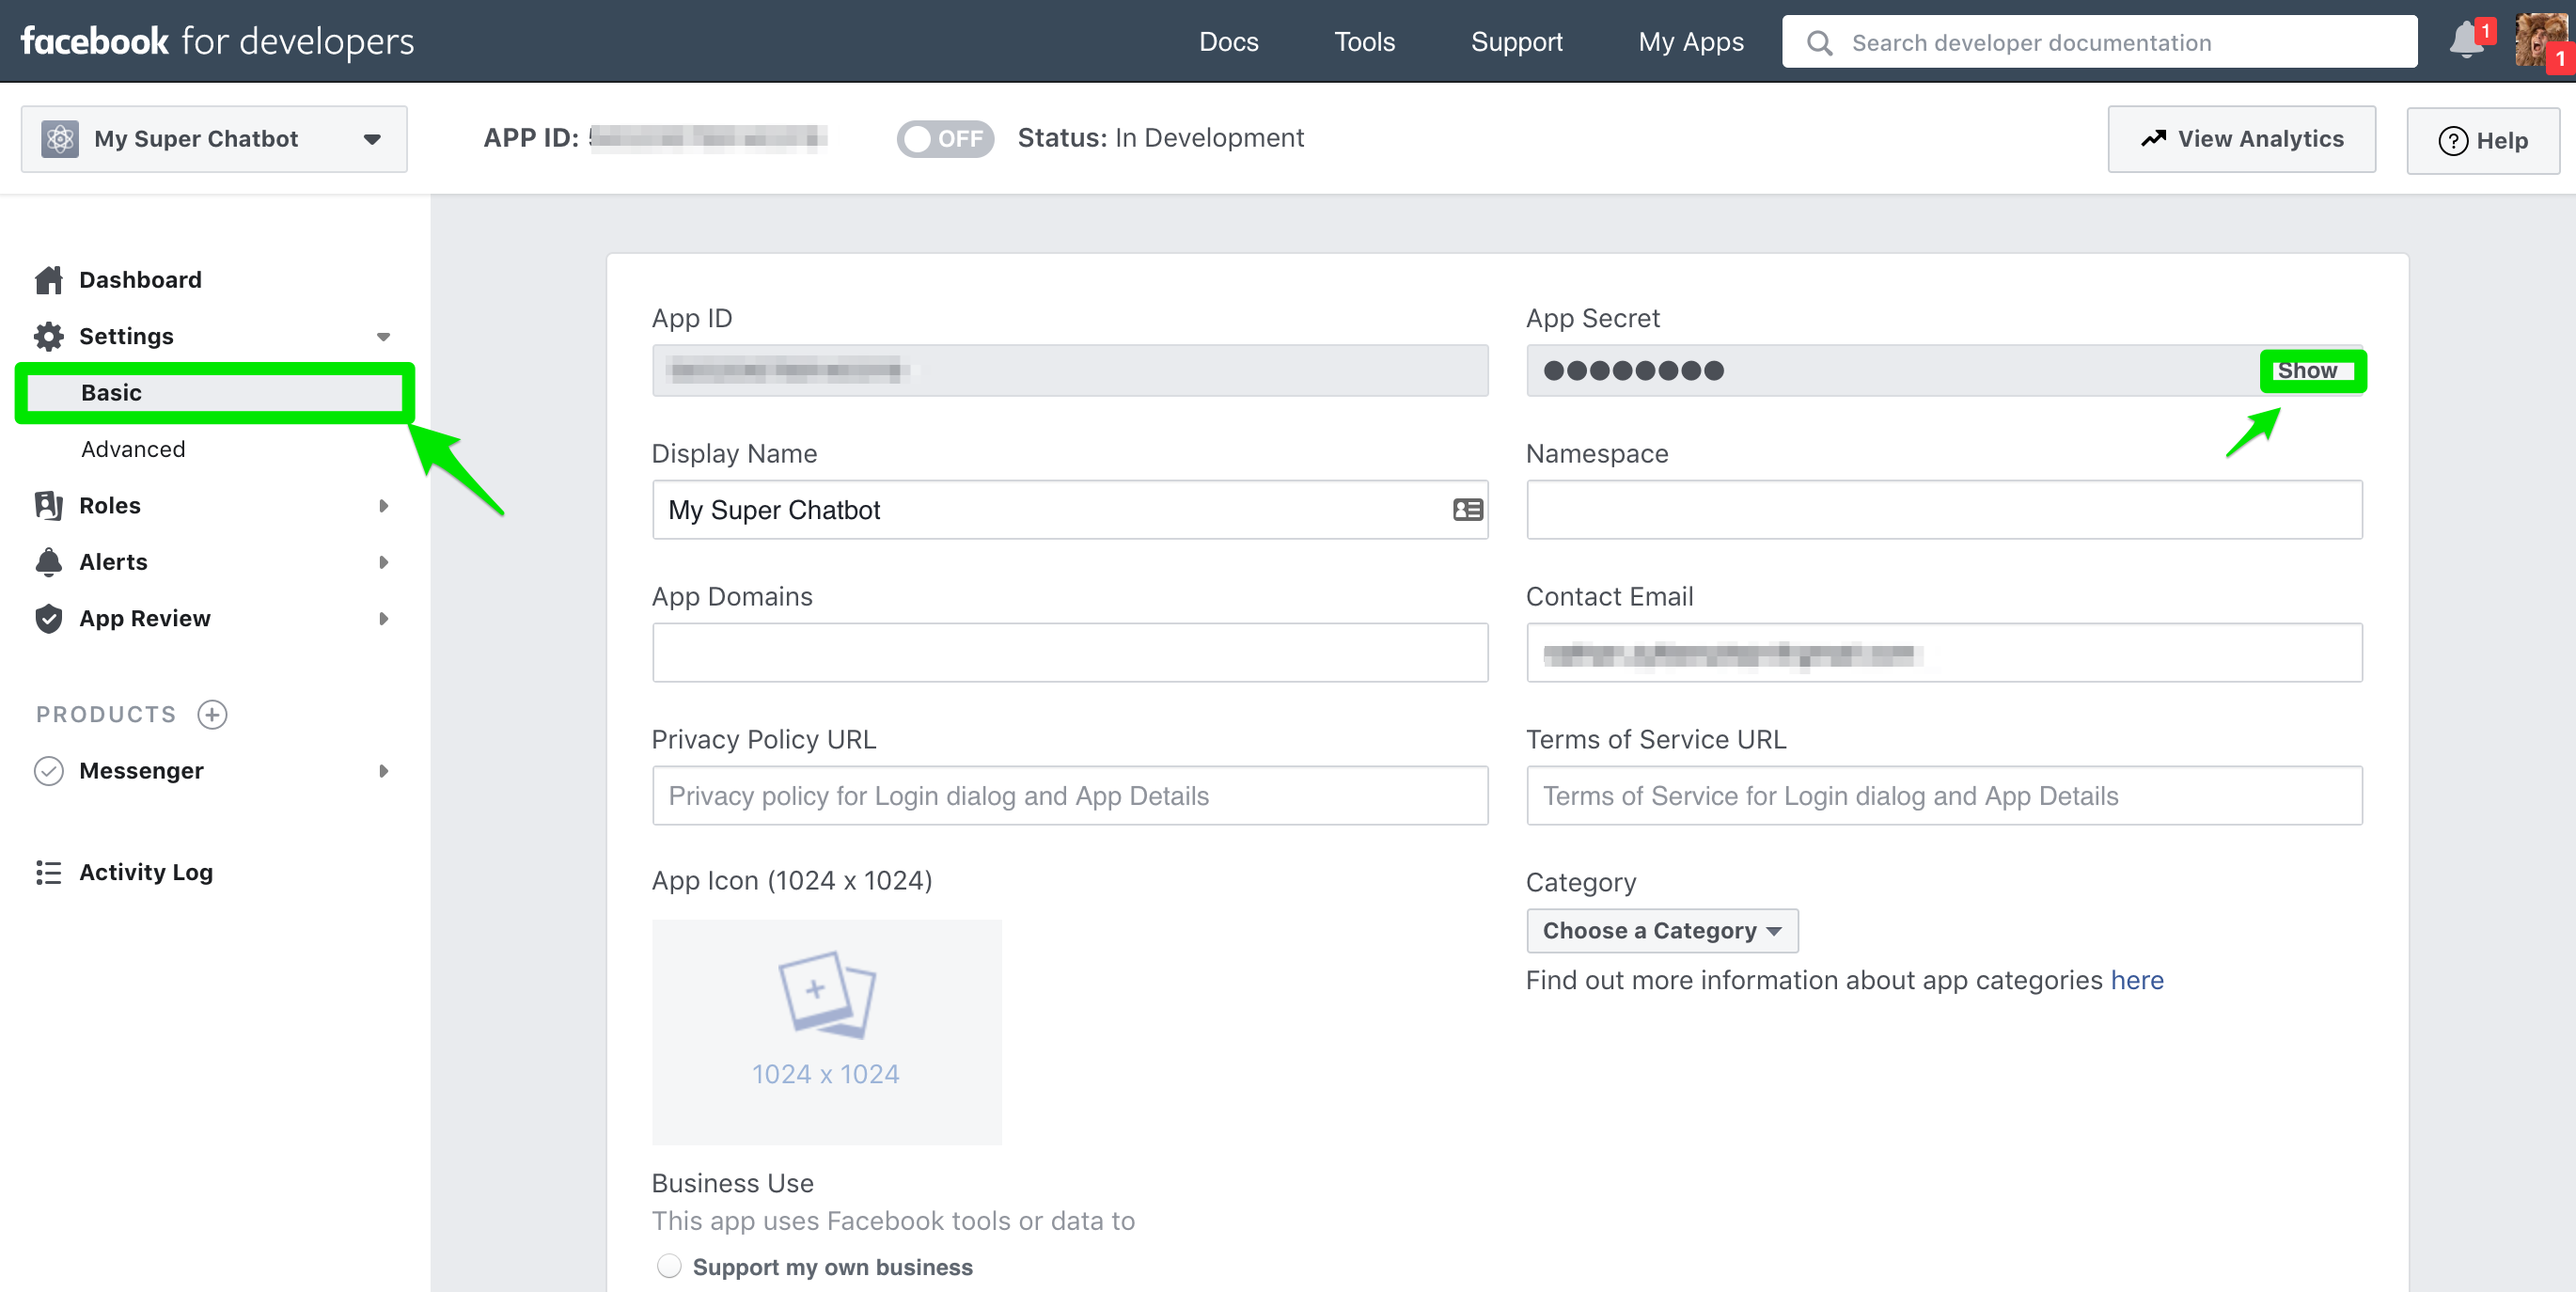 facebook for developers
Docs
Tools
Support
My Apps
Search developer documentation
1
1
My Super Chatbot
APP ID:
OFF
Status: In Development
View Analytics
Help
Dashboard
Settings
Basic
Advanced
Roles
Alerts
App Review
PRODUCTS
Messenger
Activity Log
App ID
App Secret
Show
Display Name
My Super Chatbot
Namespace
App Domains
Contact Email
Privacy Policy URL
Privacy policy for Login dialog and App Details
Terms of Service URL
Terms of Service for Login dialog and App Details
App Icon (1024 x 1024)
1024 x 1024
Category
Choose a Category
Find out more information about app categories here
Business Use
This app uses Facebook tools or data to
Support my own business